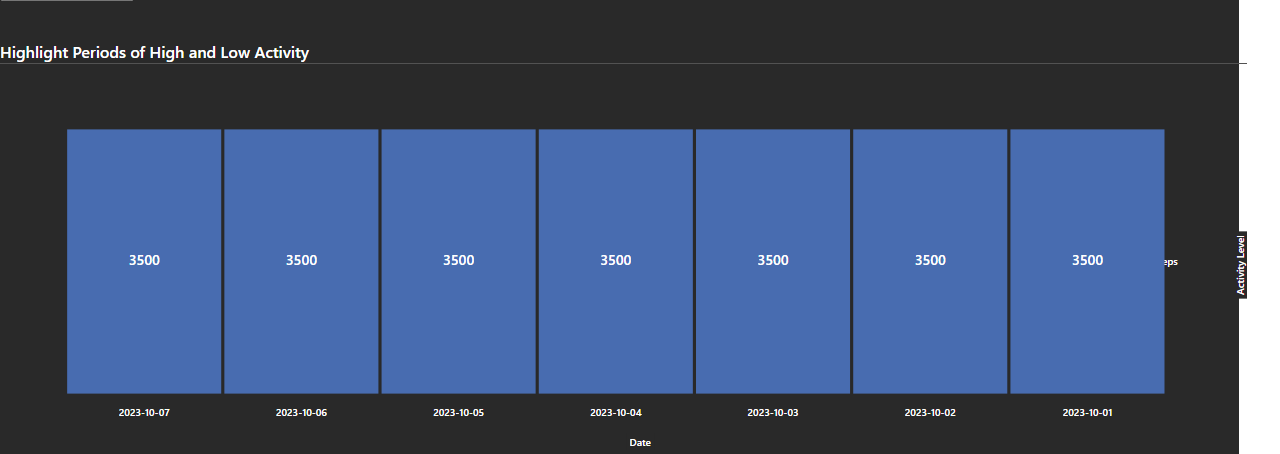 Highlight Periods of High and Low Activity
3500 3500 3500 3500 3500 3500 3500
eps
Activity Level
2023-10-07 2023-10-06 2023-10-05 2023-10-04 2023-10-03 2023-10-02 2023-10-01
Date